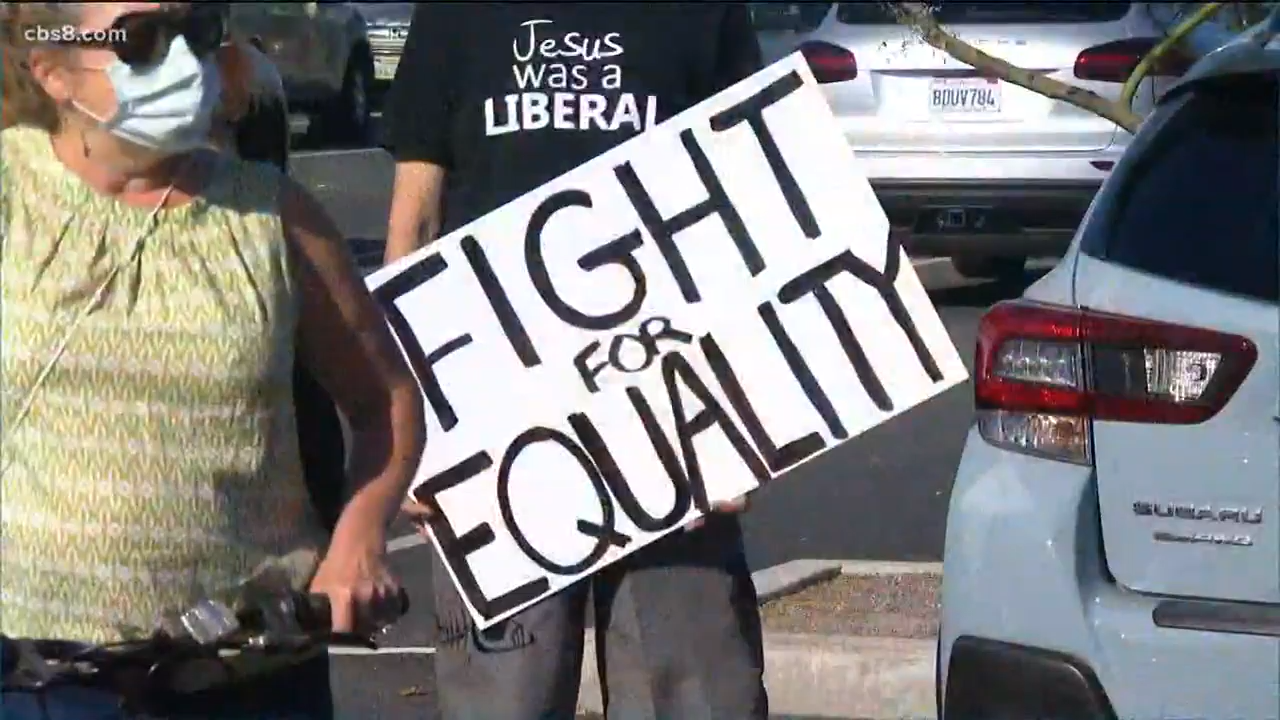 cbs8.com
Jesus
was a
LIBERAL
FIGHT
FOR
EQUALITY
8DUV784
SUBARU